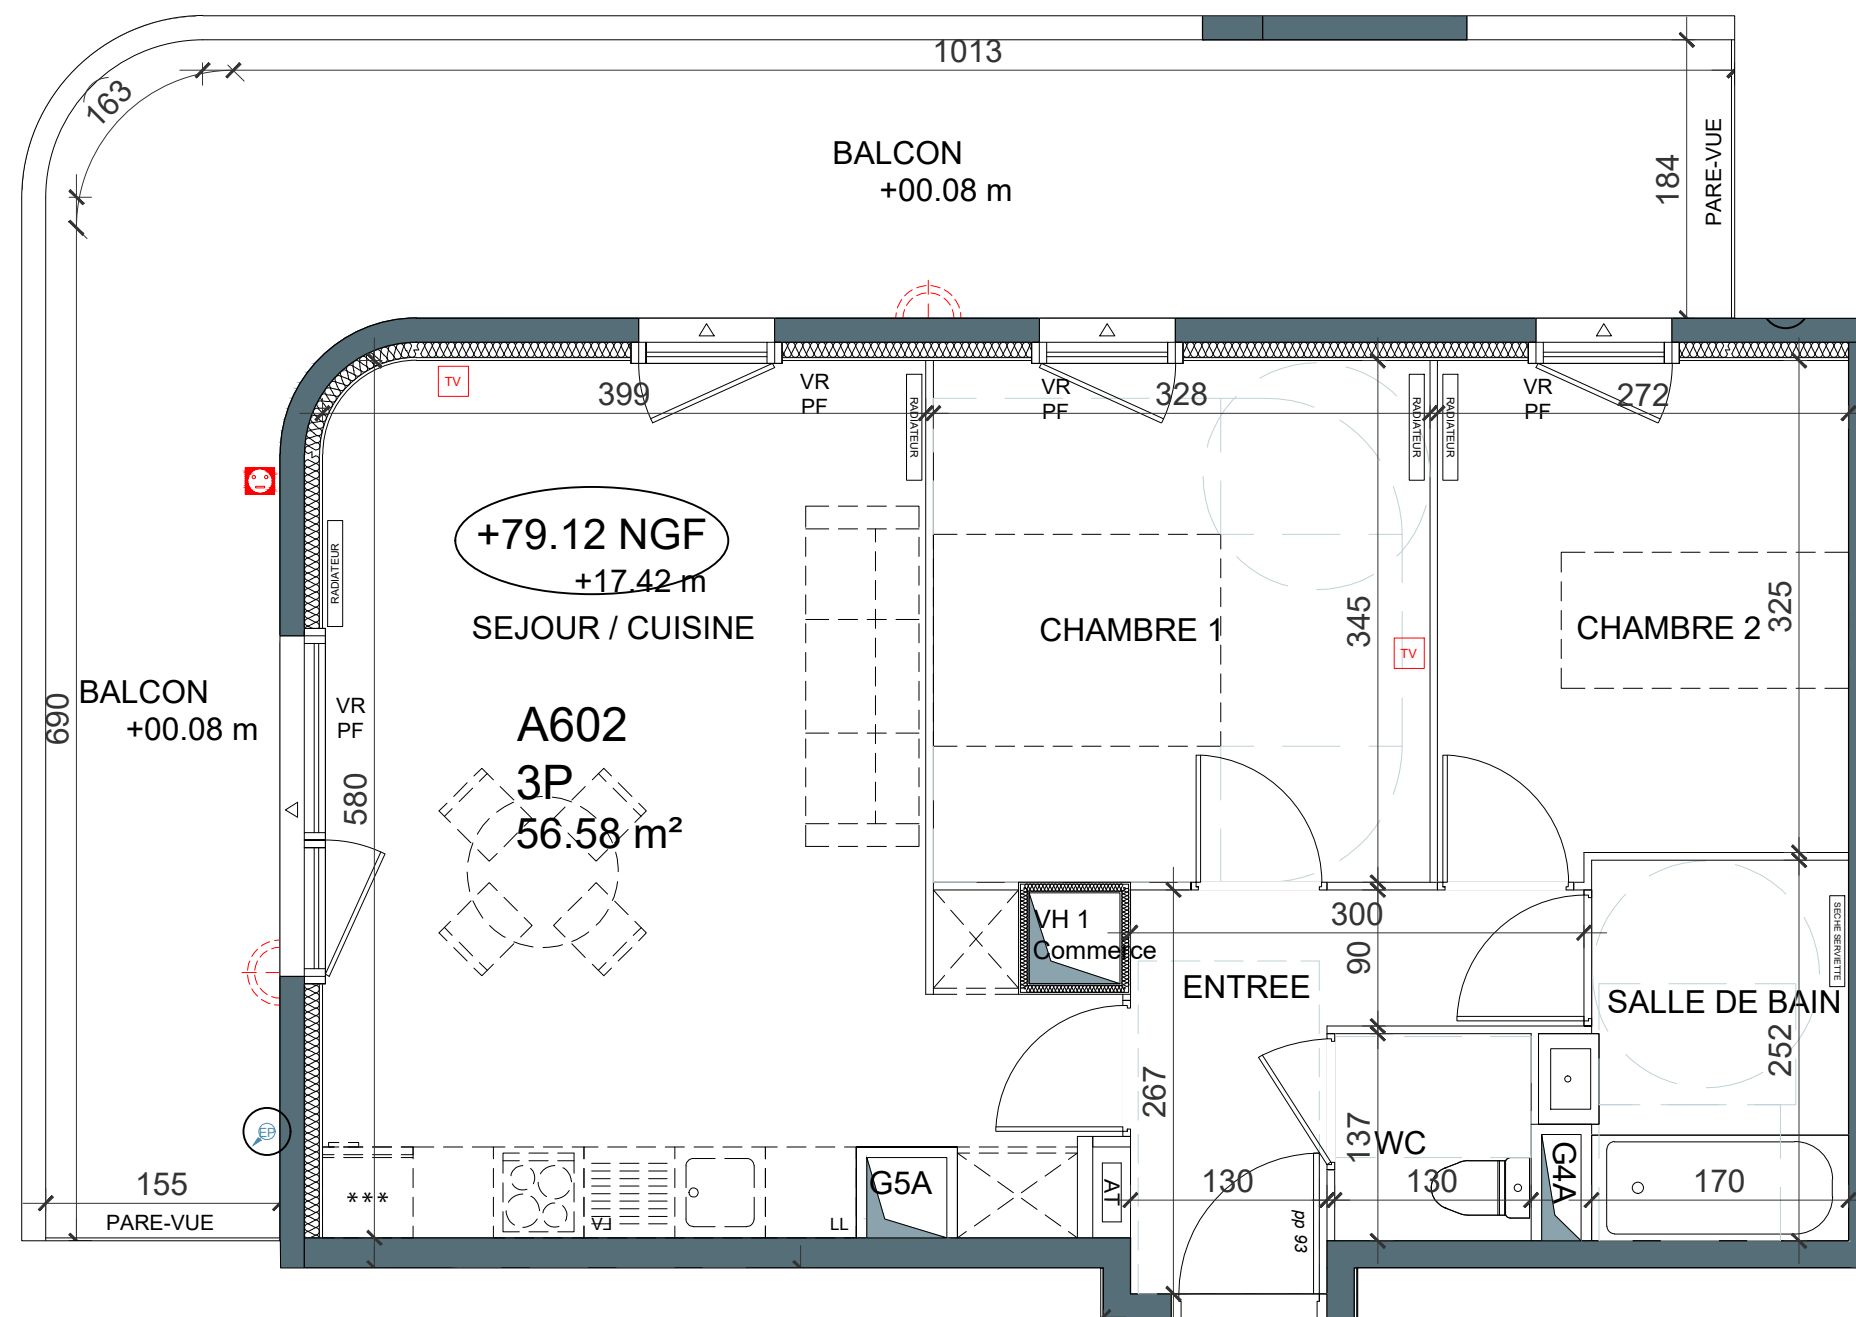 1013
163
BALCON
+00.08 m
184
PARE-VUE
TV
399
VR
PF
RADIATEUR
VR
PF
328
RADIATEUR
RADIATEUR
VR
PF
272
+79.12 NGF
+17.42 m
SEJOUR / CUISINE
RADIATEUR
CHAMBRE 1
345
TV
CHAMBRE 2
325
BALCON
+00.08 m
690
VR
PF
A602
3P
56.58 m²
580
VH 1
Commerce
300
90
ENTREE
SECHE SERVIETTE
SALLE DE BAIN
252
267
137
WC
EP
155
PARE-VUE
***
LV
LL
G5A
AT
130
pp 93
130
G4A
170